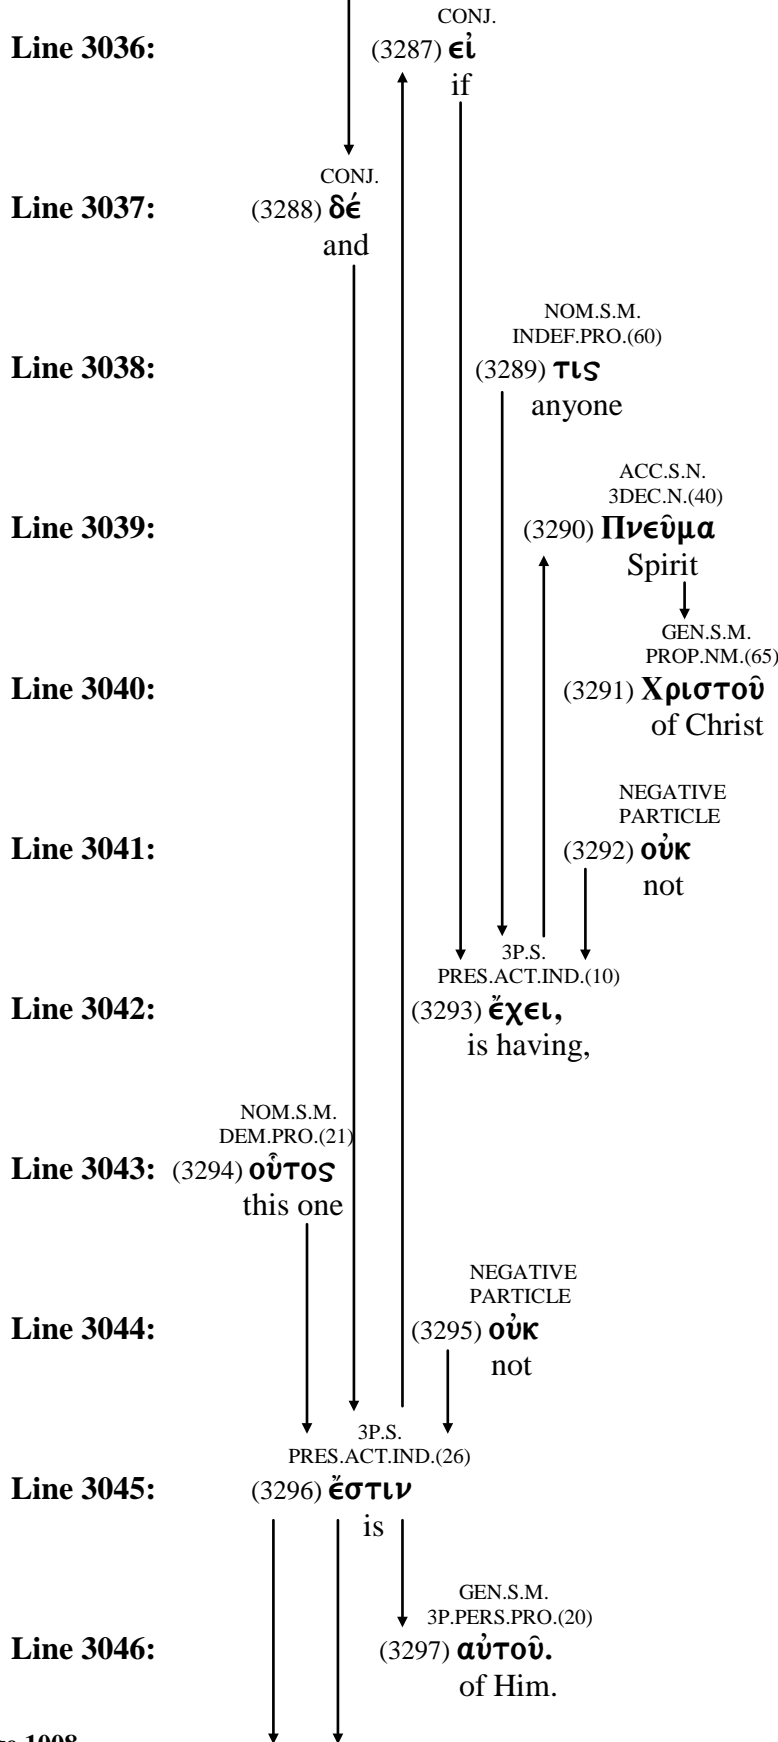 CONJ.
Line 3036: (3287) εἰ
if
CONJ.
Line 3037: (3288) δέ
and
NOM.S.M.
INDEF.PRO.(60)
Line 3038: (3289) τις
anyone
ACC.S.N.
3DEC.N.(40)
Line 3039: (3290) Πνεῦμα
Spirit
GEN.S.M.
PROP.NM.(65)
Line 3040: (3291) Χριστοῦ
of Christ
NEGATIVE
PARTICLE
Line 3041: (3292) οὐκ
not
3P.S.
PRES.ACT.IND.(10)
Line 3042: (3293) ἔχει,
is having,
NOM.S.M.
DEM.PRO.(21)
Line 3043: (3294) οὗτος
this one
NEGATIVE
PARTICLE
Line 3044: (3295) οὐκ
not
3P.S.
PRES.ACT.IND.(26)
Line 3045: (3296) ἔστιν
is
GEN.S.M.
3P.PERS.PRO.(20)
Line 3046: (3297) αὐτοῦ.
of Him.